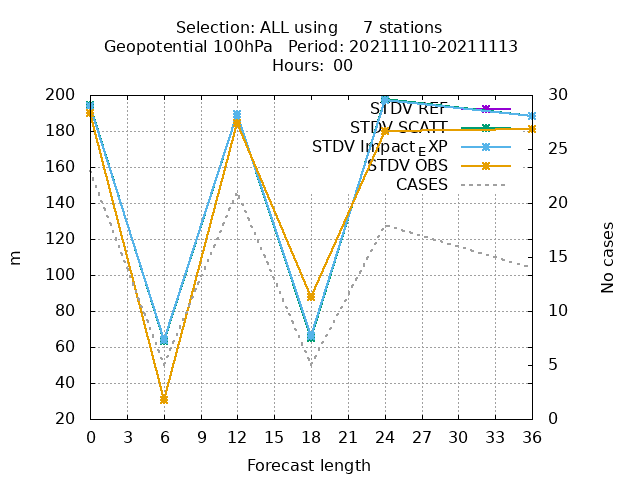 Selection: ALL using     7 stations
Geopotential 100hPa   Period: 20211110-20211113
Hours:  00
200
180
160
140
120
100
80
60
40
20
m
30
25
20
15
10
5
0
No cases
STDV REF
STDV SCATT
STDV Impact_EXP
STDV OBS
CASES
0 3 6 9 12 15 18 21 24 27 30 33 36
Forecast length